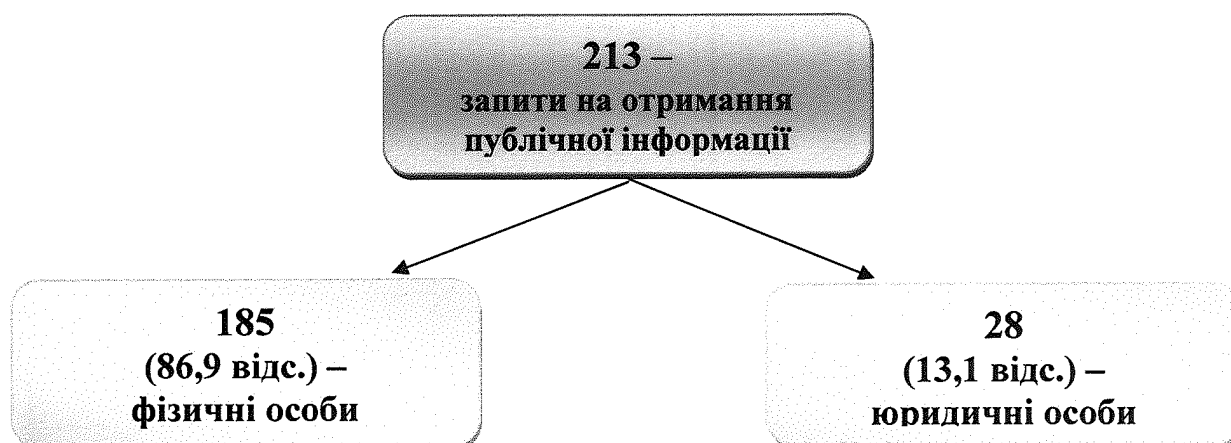 213 –
запити на отримання
публічної інформації
185
(86,9 відс.) –
фізичні особи
28
(13,1 відс.) –
юридичні особи